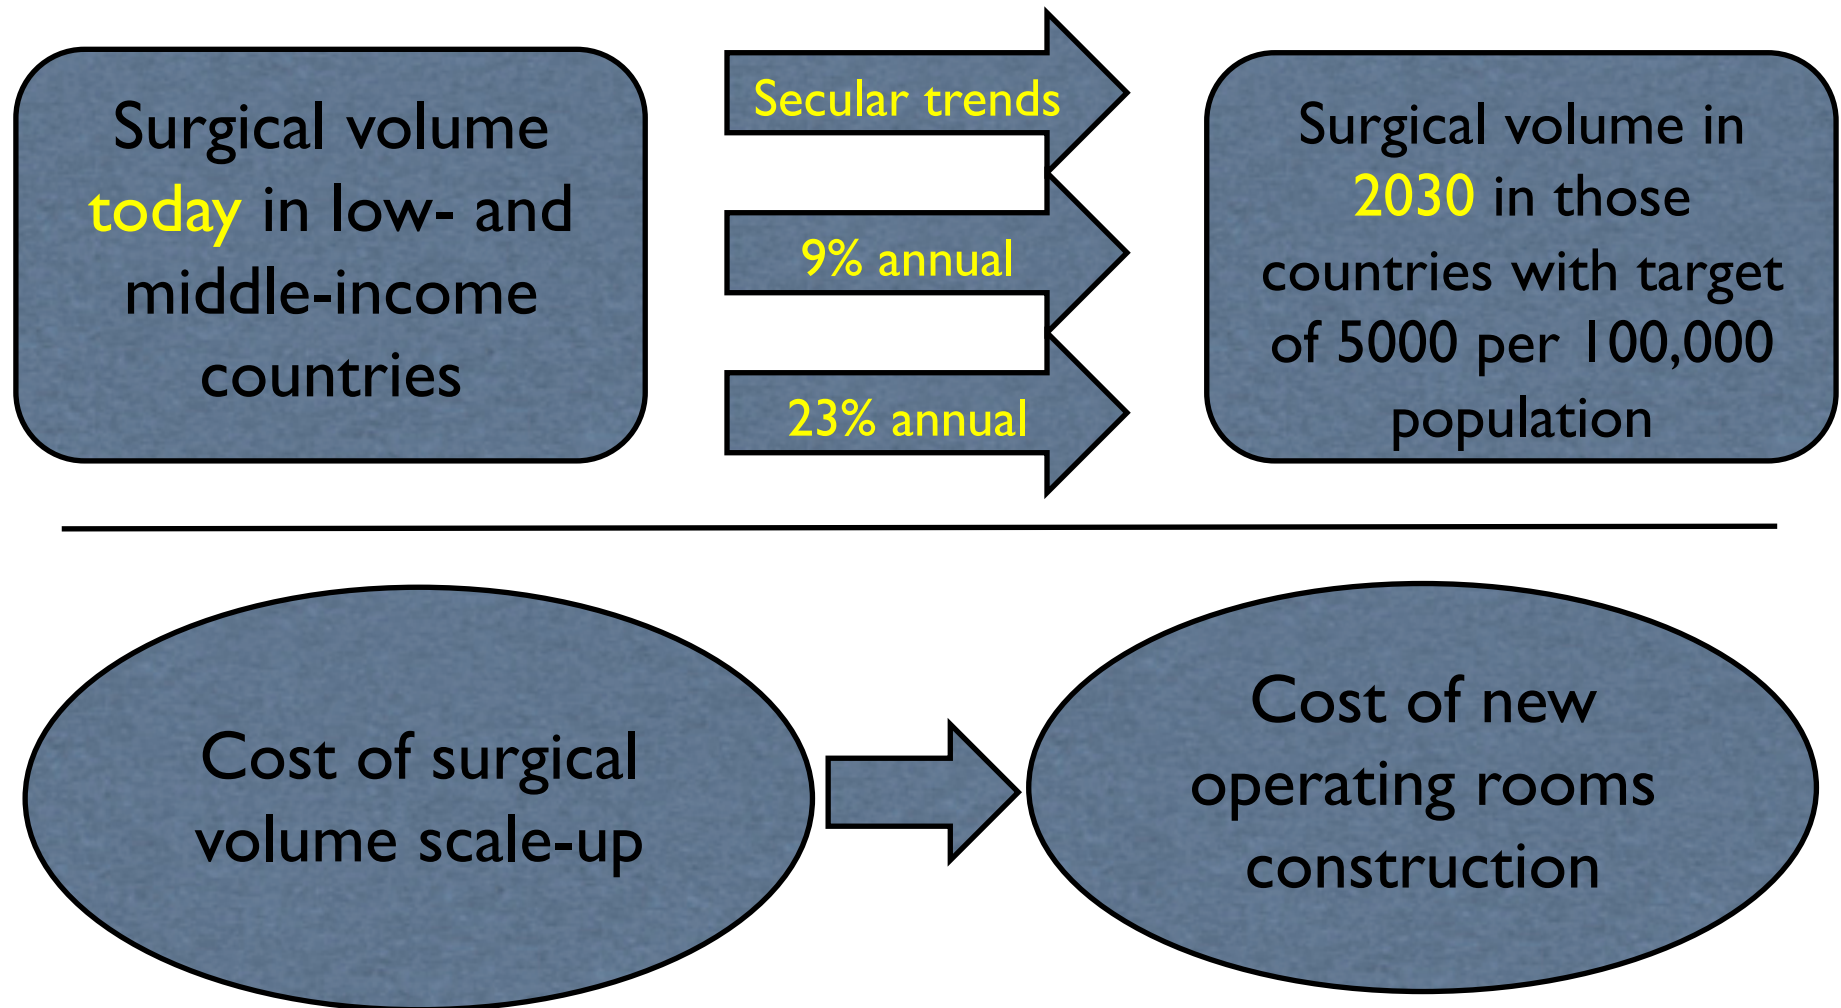 Surgical volume
today in low- and
middle-income
countries
Secular trends
9% annual
23% annual
Surgical volume in
2030 in those
countries with target
of 5000 per 100,000
population
Cost of surgical
volume scale-up
Cost of new
operating rooms
construction